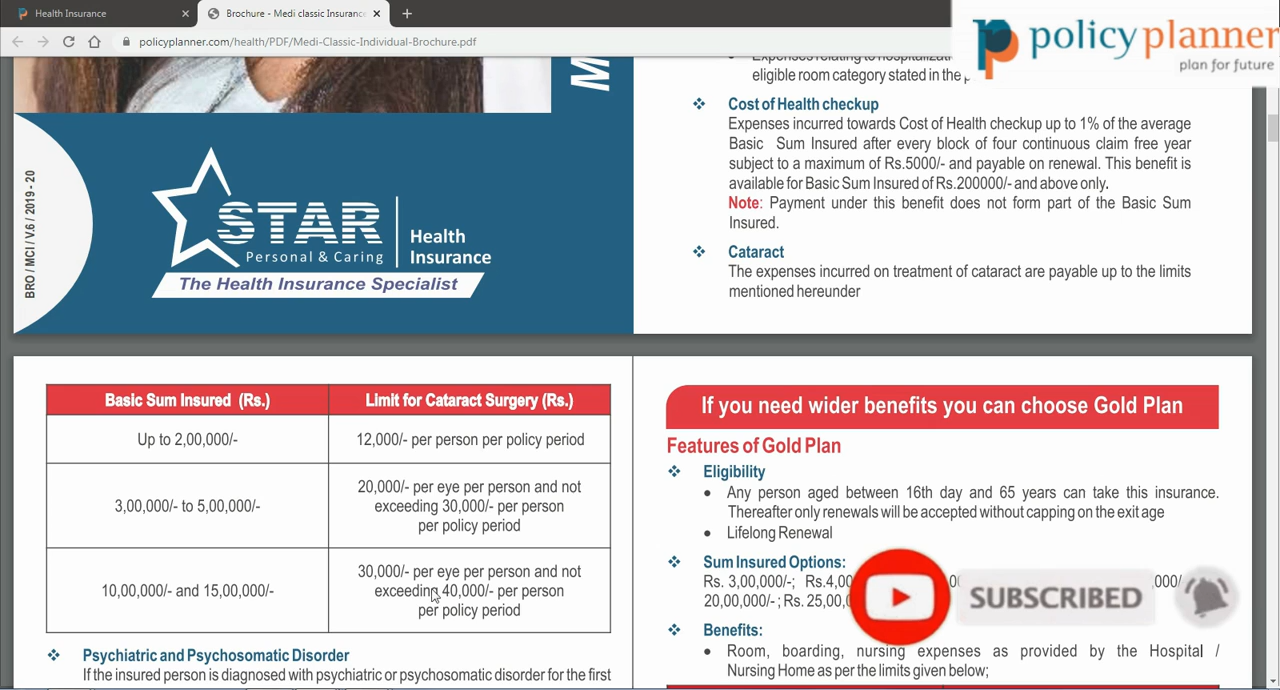 Health Insurance
Brochure - Medi classic Insurance
policyplanner.com/health/PDF/Medi-Classic-Individual-Brochure.pdf
policyplanner
plan for future
BRO / MCI / V.6 / 2019 - 20
M
STAR
Personal & Caring
Health
Insurance
The Health Insurance Specialist
Expenses relating to
eligible room category stated in the
Cost of Health checkup
Expenses incurred towards Cost of Health checkup up to 1% of the average
Basic Sum Insured after every block of four continuous claim free year
subject to a maximum of Rs.5000/- and payable on renewal. This benefit is
available for Basic Sum Insured of Rs.200000/- and above only.
Note: Payment under this benefit does not form part of the Basic Sum
Insured.
Cataract
The expenses incurred on treatment of cataract are payable up to the limits
mentioned hereunder
Basic Sum Insured (Rs.) Limit for Cataract Surgery (Rs.)
Up to 2,00,000/- 12,000/- per person per policy period
3,00,000/- to 5,00,000/- 20,000/- per eye per person and not
exceeding 30,000/- per person
per policy period
10,00,000/- and 15,00,000/- 30,000/- per eye per person and not
exceeding 40,000/- per person
per policy period
Psychiatric and Psychosomatic Disorder
If the insured person is diagnosed with psychiatric or psychosomatic disorder for the first
If you need wider benefits you can choose Gold Plan
Features of Gold Plan
Eligibility
• Any person aged between 16th day and 65 years can take this insurance.
Thereafter only renewals will be accepted without capping on the exit age
• Lifelong Renewal
Sum Insured Options:
Rs. 3,00,000/-; Rs.4,00
20,00,000/- ; Rs. 25,00,
SUBSCRIBED
Benefits:
• Room, boarding, nursing expenses as provided by the Hospital /
Nursing Home as per the limits given below;